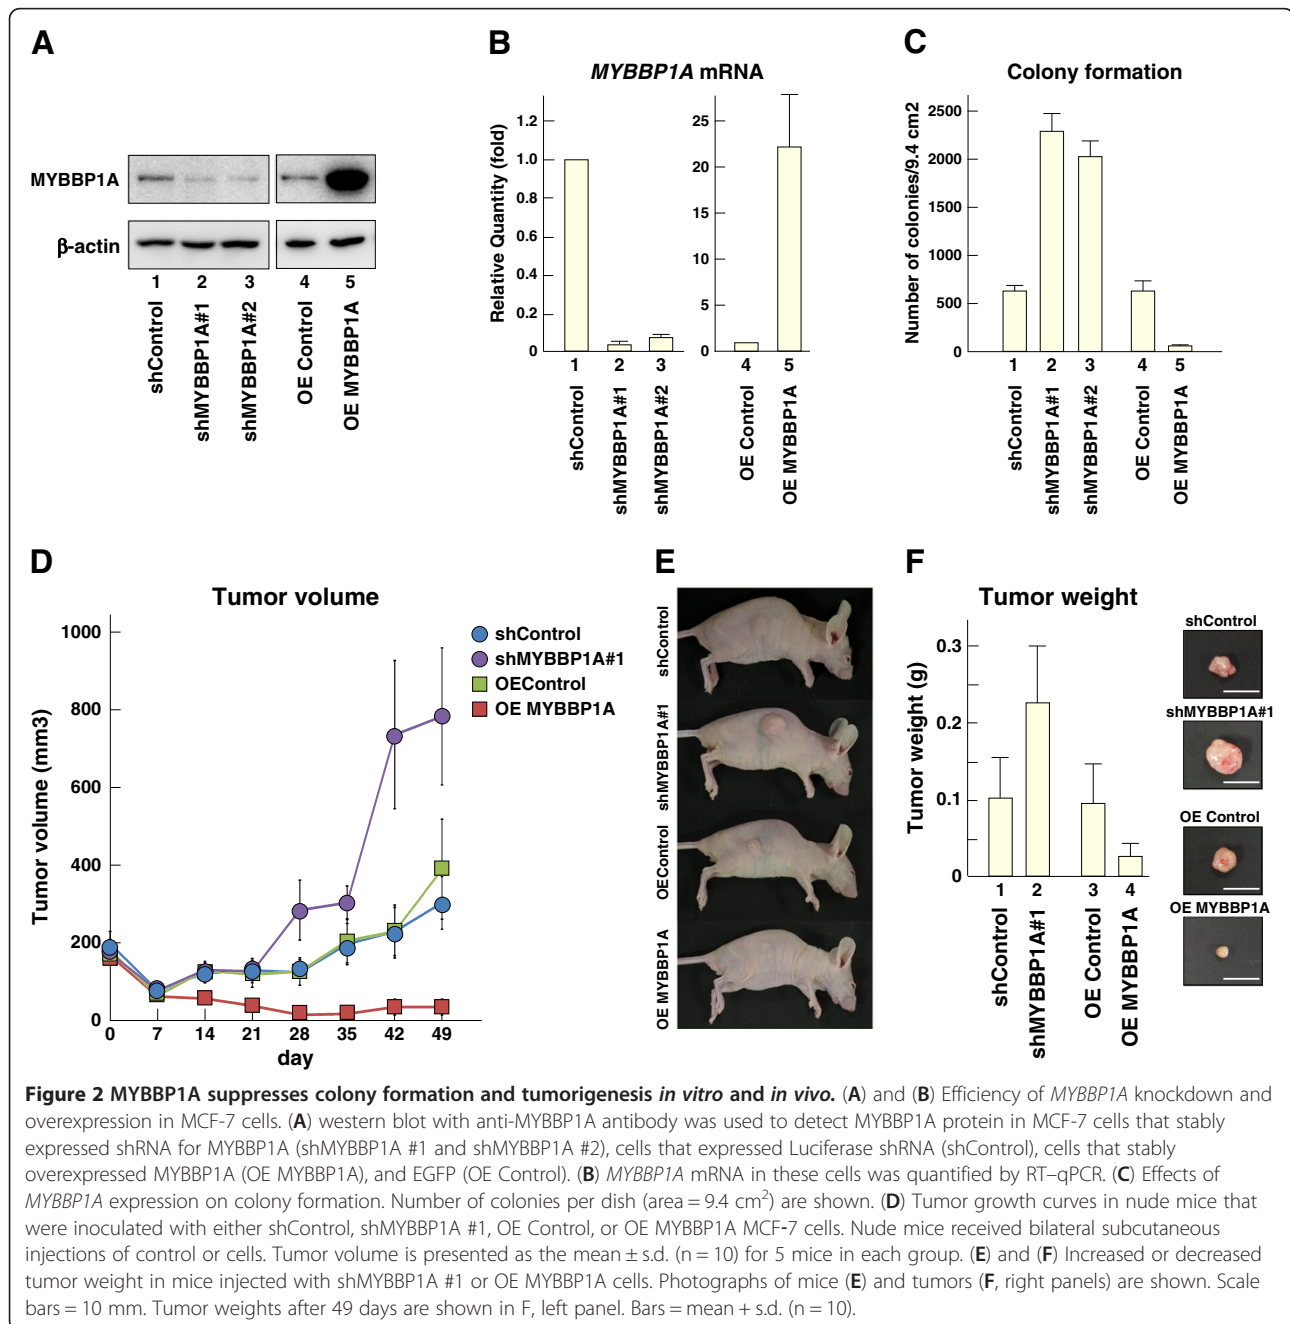 A
MYBBP1A
β-actin
1 2 3 4 5
shControl
shMYBBP1A#1
shMYBBP1A#2
OE Control
OE MYBBP1A
B
MYBBP1A mRNA
Relative Quantity (fold)
1.2
1.0
0.8
0.6
0.4
0.2
0
25
20
15
10
5
0
1 2 3 4 5
shControl
shMYBBP1A#1
shMYBBP1A#2
OE Control
OE MYBBP1A
C
Colony formation
Number of colonies/9.4 cm2
2500
2000
1500
1000
500
0
1 2 3 4 5
shControl
shMYBBP1A#1
shMYBBP1A#2
OE Control
OE MYBBP1A
D
Tumor volume
Tumor volume (mm3)
1000
800
600
400
200
0
0 7 14 21 28 35 42 49
day
shControl
shMYBBP1A#1
OEControl
OE MYBBP1A
E
shControl
shMYBBP1A#1
OEControl
OE MYBBP1A
F
Tumor weight
Tumor weight (g)
0.3
0.2
0.1
0
1 2 3 4
shControl
shMYBBP1A#1
OE Control
OE MYBBP1A
shControl
shMYBBP1A#1
OE Control
OE MYBBP1A
Figure 2 MYBBP1A suppresses colony formation and tumorigenesis in vitro and in vivo. (A) and (B) Efficiency of MYBBP1A knockdown and
overexpression in MCF-7 cells. (A) western blot with anti-MYBBP1A antibody was used to detect MYBBP1A protein in MCF-7 cells that stably
expressed shRNA for MYBBP1A (shMYBBP1A #1 and shMYBBP1A #2), cells that expressed Luciferase shRNA (shControl), cells that stably
overexpressed MYBBP1A (OE MYBBP1A), and EGFP (OE Control). (B) MYBBP1A mRNA in these cells was quantified by RT–qPCR. (C) Effects of
MYBBP1A expression on colony formation. Number of colonies per dish (area = 9.4 cm²) are shown. (D) Tumor growth curves in nude mice that
were inoculated with either shControl, shMYBBP1A #1, OE Control, or OE MYBBP1A MCF-7 cells. Nude mice received bilateral subcutaneous
injections of control or cells. Tumor volume is presented as the mean ± s.d. (n = 10) for 5 mice in each group. (E) and (F) Increased or decreased
tumor weight in mice injected with shMYBBP1A #1 or OE MYBBP1A cells. Photographs of mice (E) and tumors (F, right panels) are shown. Scale
bars = 10 mm. Tumor weights after 49 days are shown in F, left panel. Bars = mean + s.d. (n = 10).